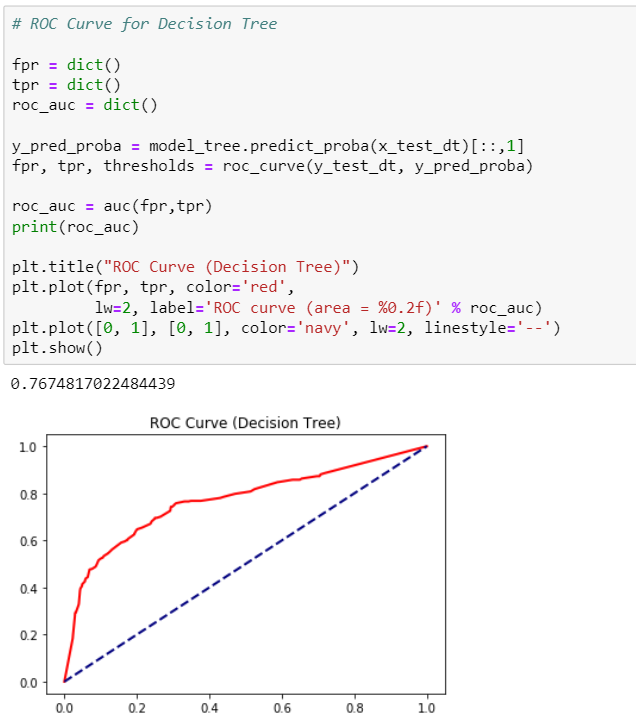 # ROC Curve for Decision Tree
fpr = dict()
tpr = dict()
roc_auc = dict()
y_pred_proba = model_tree.predict_proba(x_test_dt)[::,1]
fpr, tpr, thresholds = roc_curve(y_test_dt, y_pred_proba)
roc_auc = auc(fpr,tpr)
print(roc_auc)
plt.title("ROC Curve (Decision Tree)")
plt.plot(fpr, tpr, color='red',
lw=2, label='ROC curve (area = %0.2f)' % roc_auc)
plt.plot([0, 1], [0, 1], color='navy', lw=2, linestyle='--')
plt.show()
0.7674817022484439
ROC Curve (Decision Tree)
1.0
0.8
0.6
0.4
0.2
0.0
0.0 0.2 0.4 0.6 0.8 1.0